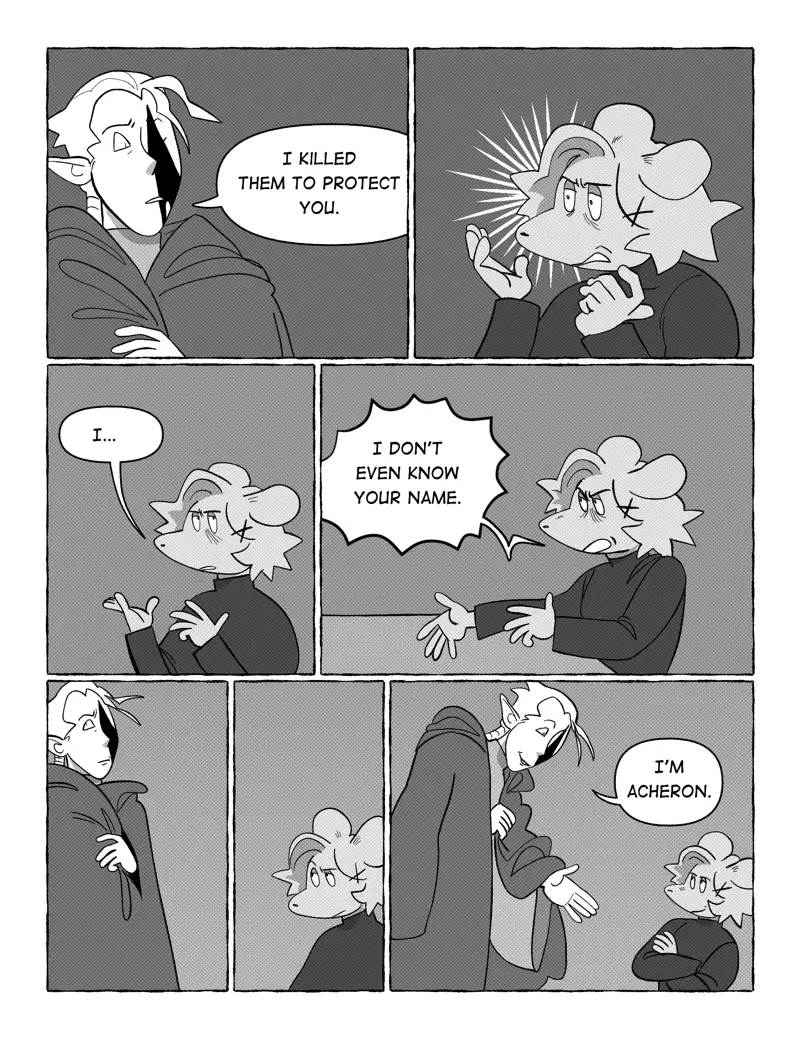 I KILLED
THEM TO PROTECT
YOU.
I...
I DON'T
EVEN KNOW
YOUR NAME.
I'M
ACHERON.